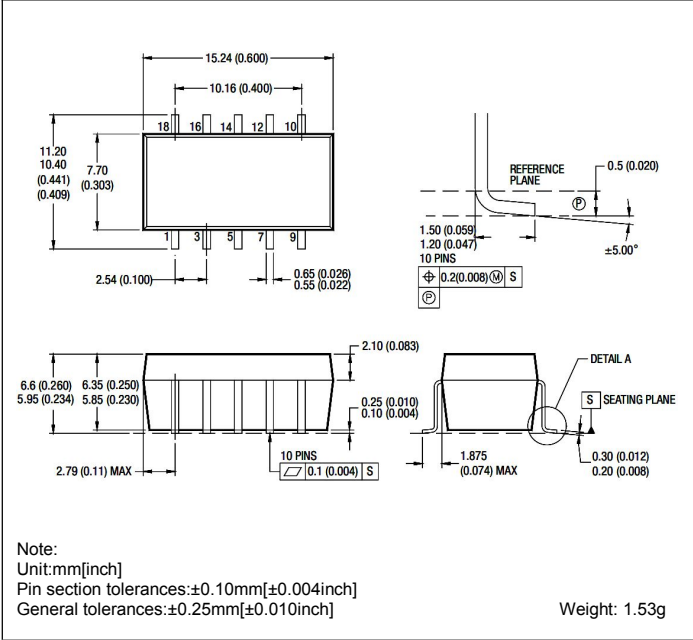 15.24 (0.600)
10.16 (0.400)
18 16 14 12 10
11.20
10.40
(0.441)
(0.409)
7.70
(0.303)
1 3 5 7 9
2.54 (0.100)
0.65 (0.026)
0.55 (0.022)
REFERENCE
PLANE
0.5 (0.020)
P
1.50 (0.059)
1.20 (0.047)
10 PINS
⌖ 0.2(0.008) Ⓜ S
Ⓟ
±5.00°
2.10 (0.083)
6.6 (0.260)
5.95 (0.234)
6.35 (0.250)
5.85 (0.230)
0.25 (0.010)
0.10 (0.004)
2.79 (0.11) MAX
10 PINS
⏥ 0.1 (0.004) S
DETAIL A
S SEATING PLANE
1.875
(0.074) MAX
0.30 (0.012)
0.20 (0.008)
Note:
Unit:mm[inch]
Pin section tolerances:±0.10mm[±0.004inch]
General tolerances:±0.25mm[±0.010inch]
Weight: 1.53g